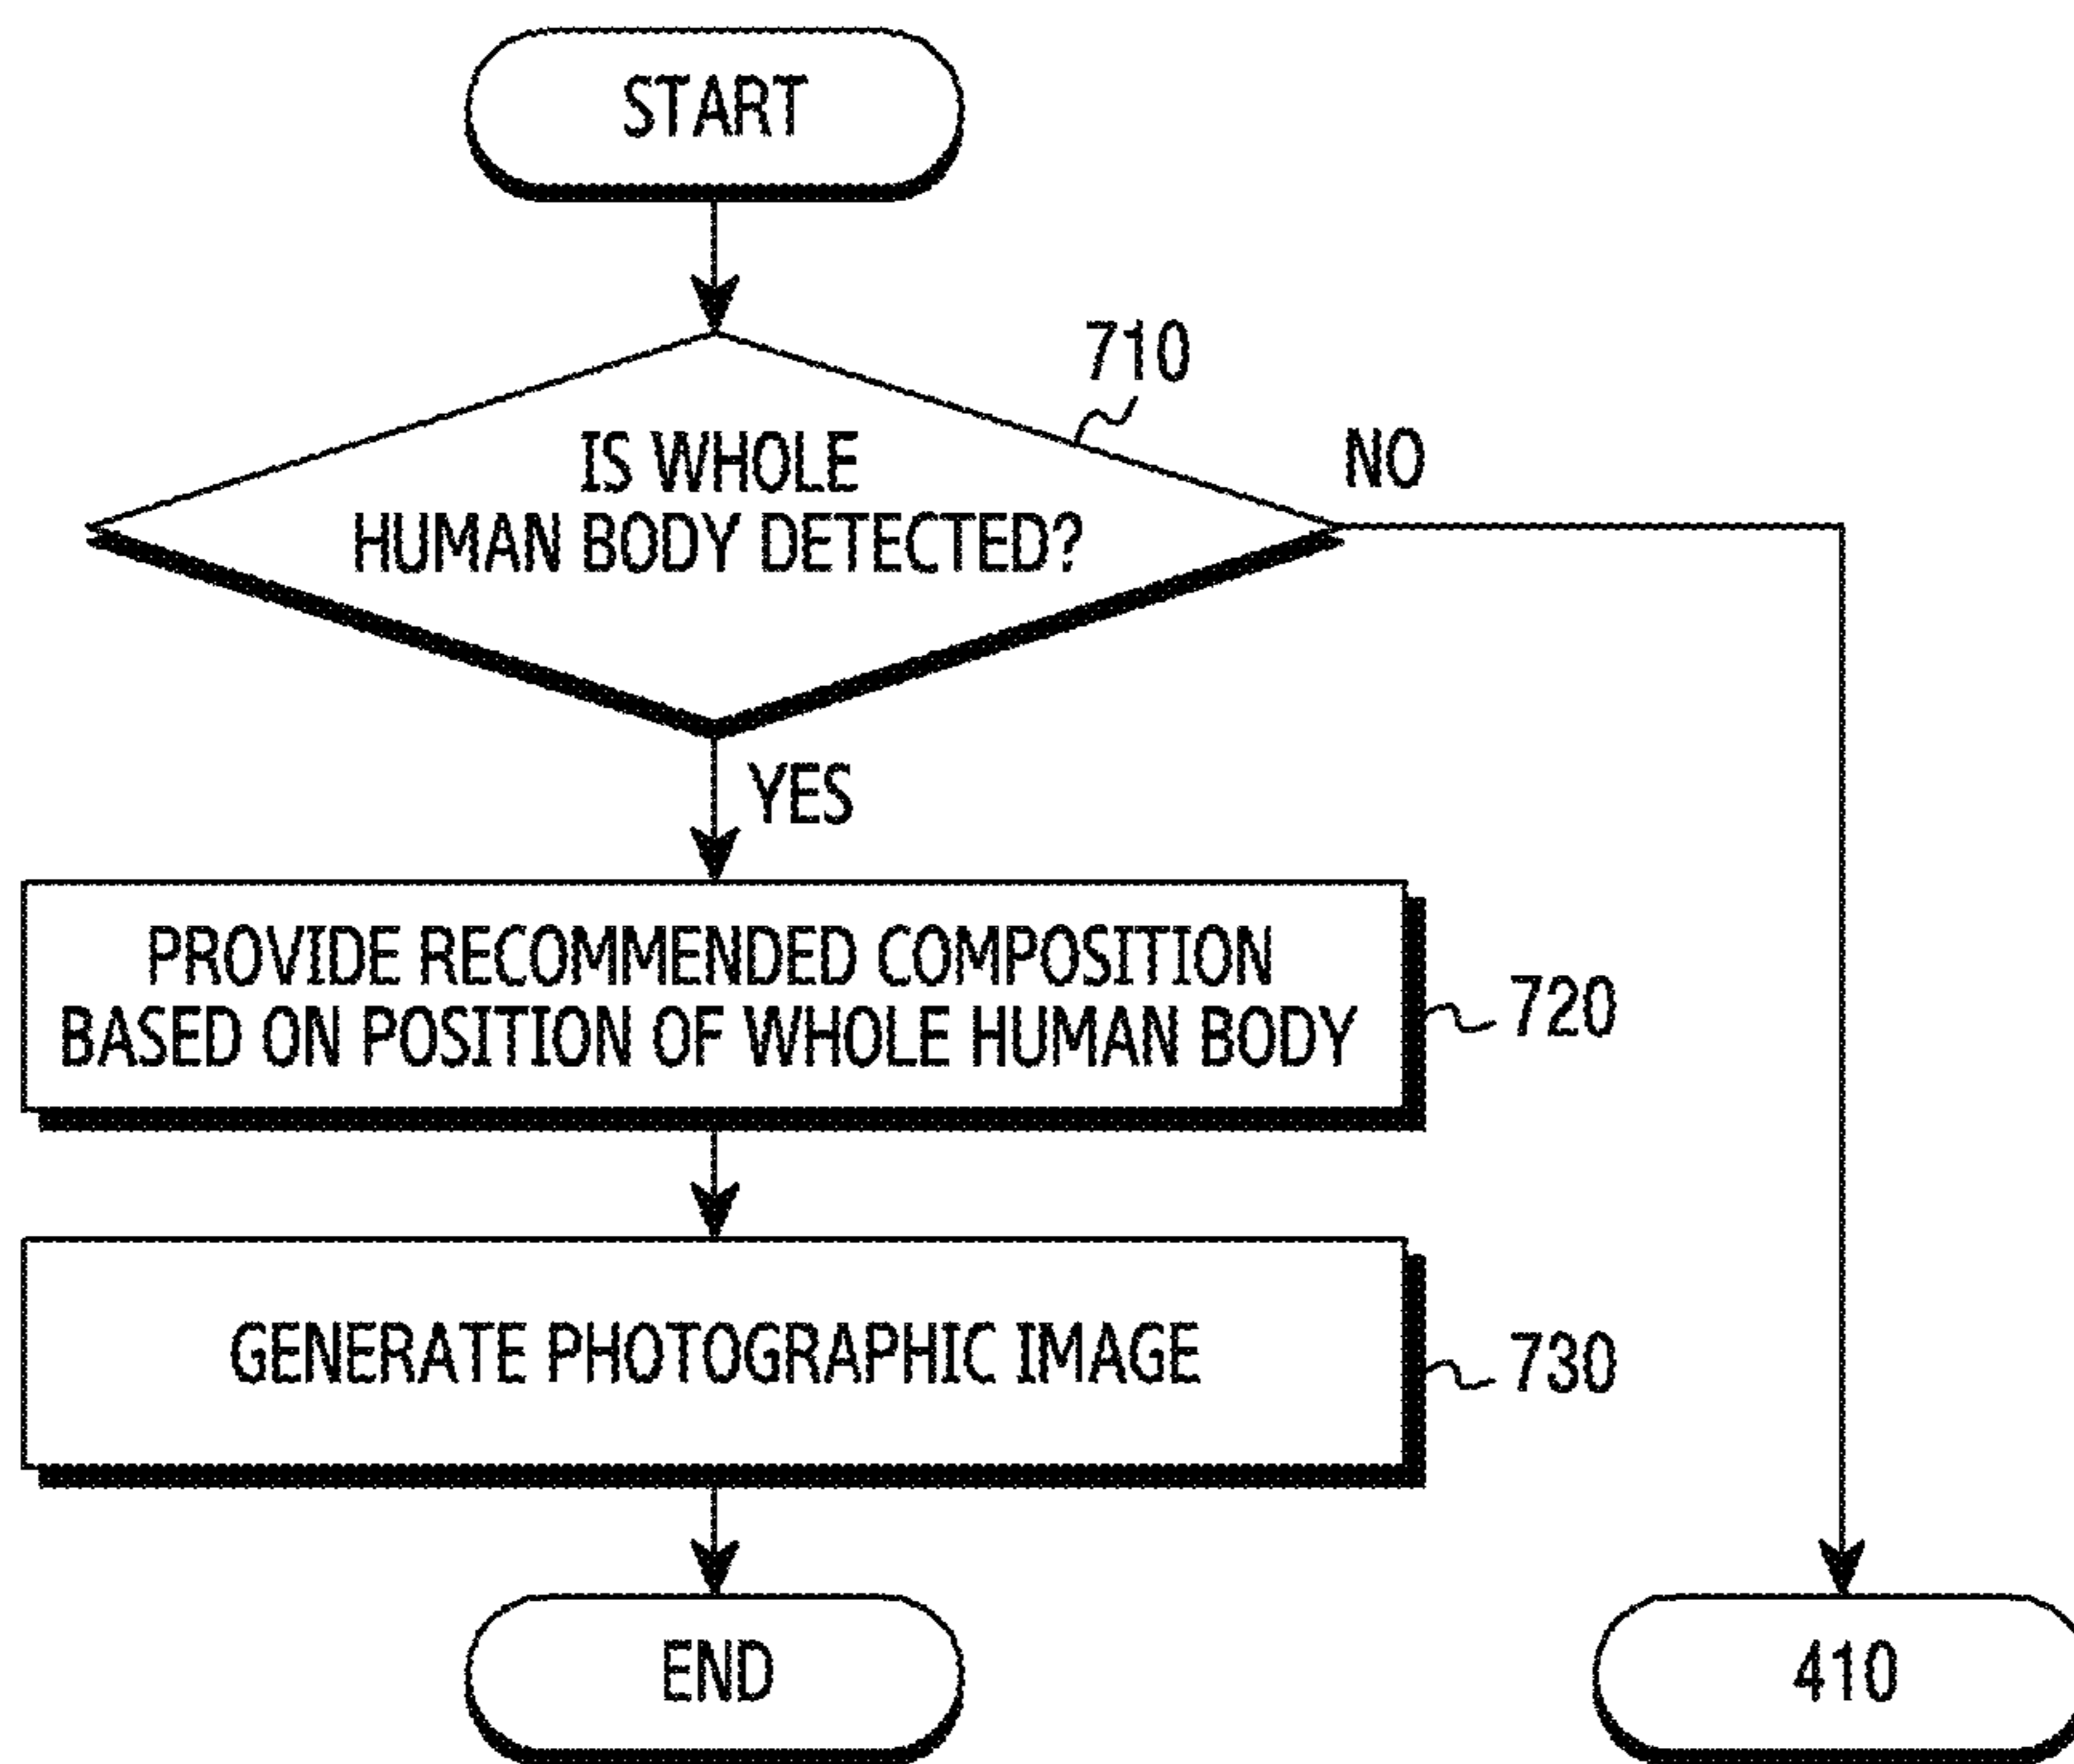 START
710
IS WHOLE
HUMAN BODY DETECTED?
NO
YES
PROVIDE RECOMMENDED COMPOSITION
BASED ON POSITION OF WHOLE HUMAN BODY
720
GENERATE PHOTOGRAPHIC IMAGE
730
END
410